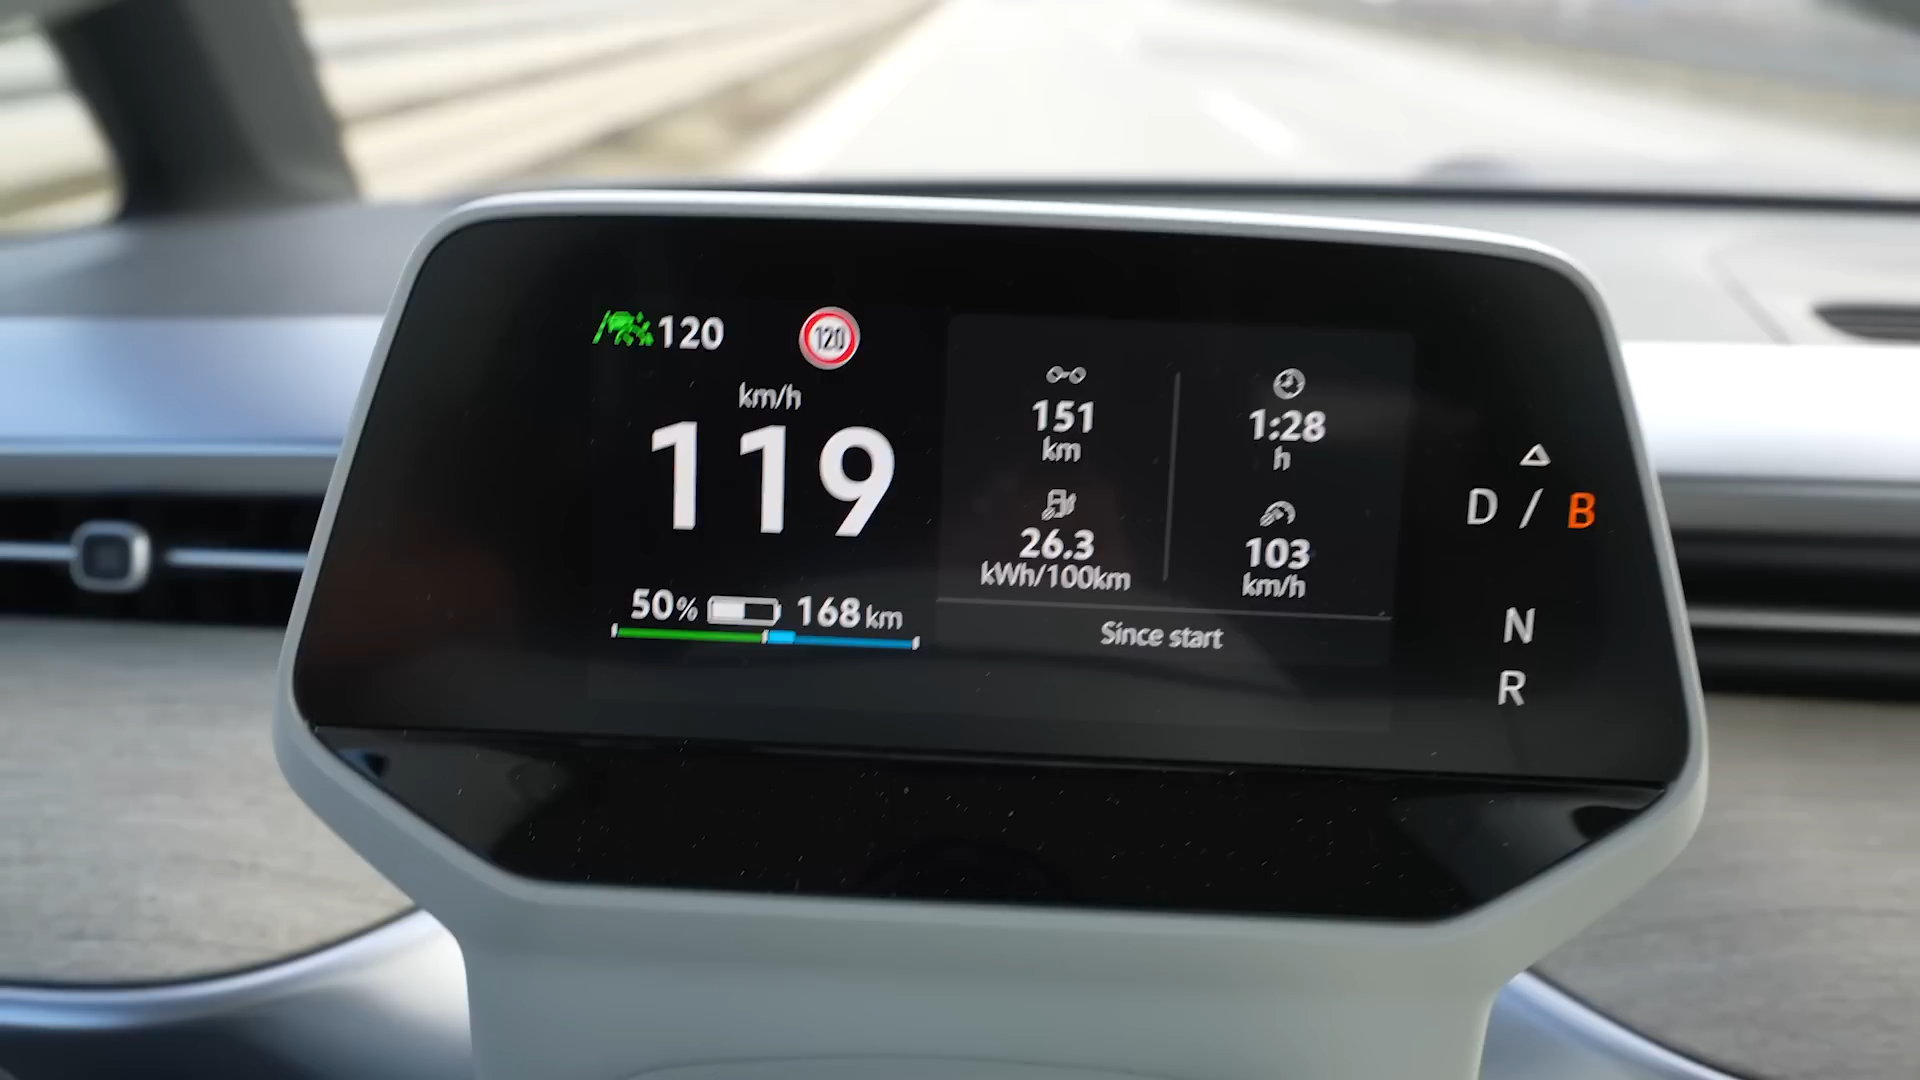 120
120
km/h
119
50% 168 km
151
km
1:28
h
26.3
kWh/100km
103
km/h
Since start
D / B
N
R